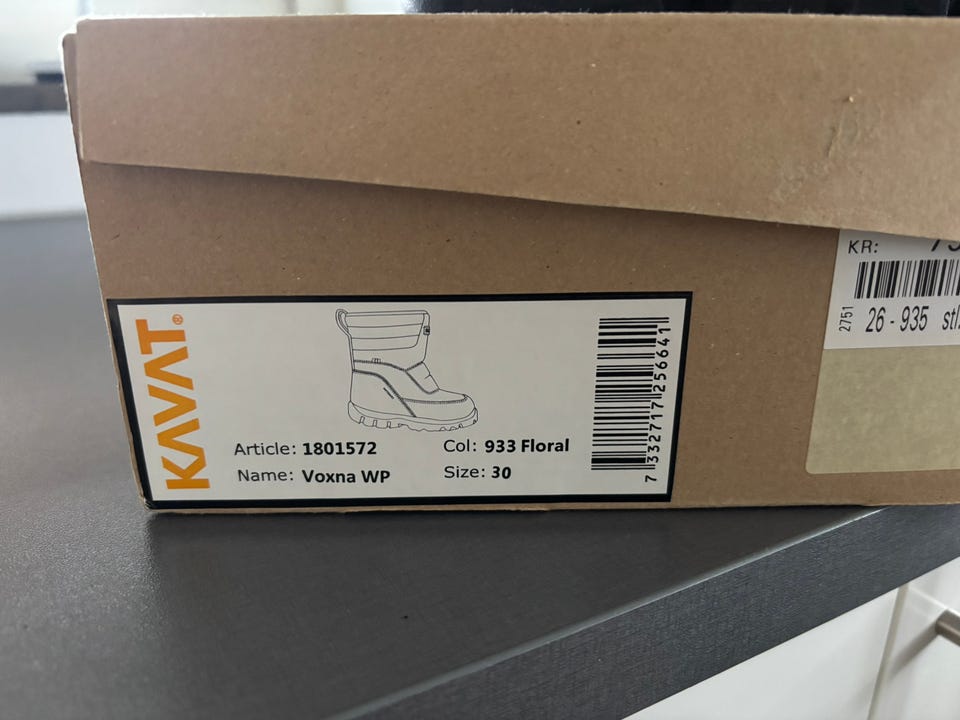 KAVAT®
Article: 1801572
Name: Voxna WP
Col: 933 Floral
Size: 30
7 332717 256641
KR:
2751
26 - 935